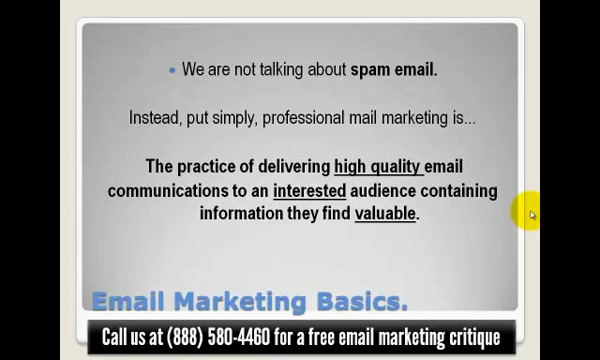 • We are not talking about spam email.
Instead, put simply, professional mail marketing is...
The practice of delivering high quality email
communications to an interested audience containing
information they find valuable.
Email Marketing Basics.
Call us at (888) 580-4460 for a free email marketing critique